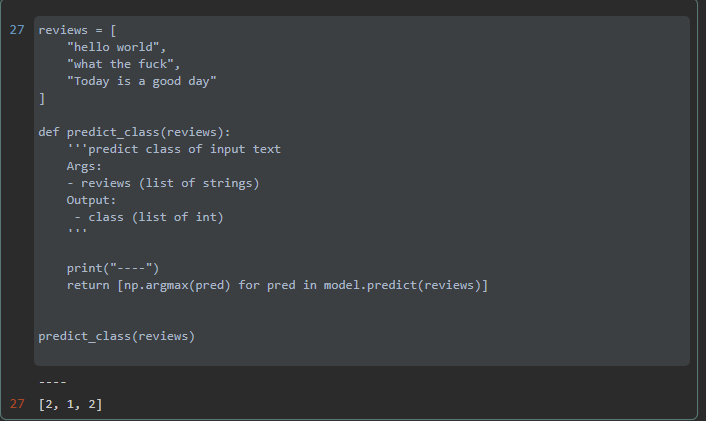 27 reviews = [
    "hello world",
    "what the fuck",
    "Today is a good day"
]
def predict_class(reviews):
    '''predict class of input text
    Args:
    - reviews (list of strings)
    Output:
     - class (list of int)
    '''
    print("----")
    return [np.argmax(pred) for pred in model.predict(reviews)]
predict_class(reviews)
----
27 [2, 1, 2]